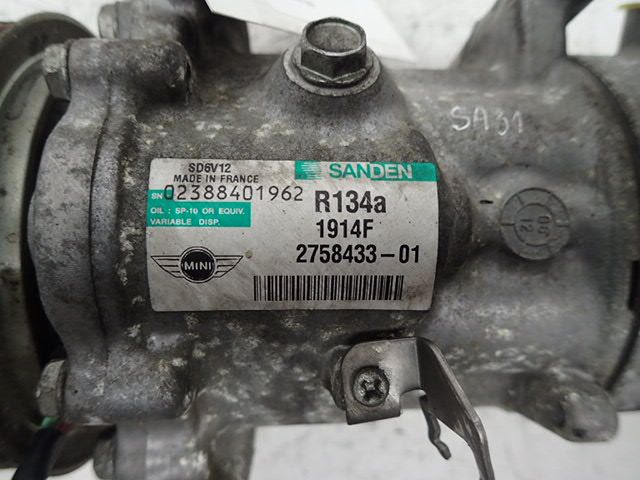 SD6V12
MADE IN FRANCE
SN 02388401962
OIL : SP-10 OR EQUIV.
VARIABLE DISP.
MINI
SANDEN
R134a
1914F
2758433-01
SA31